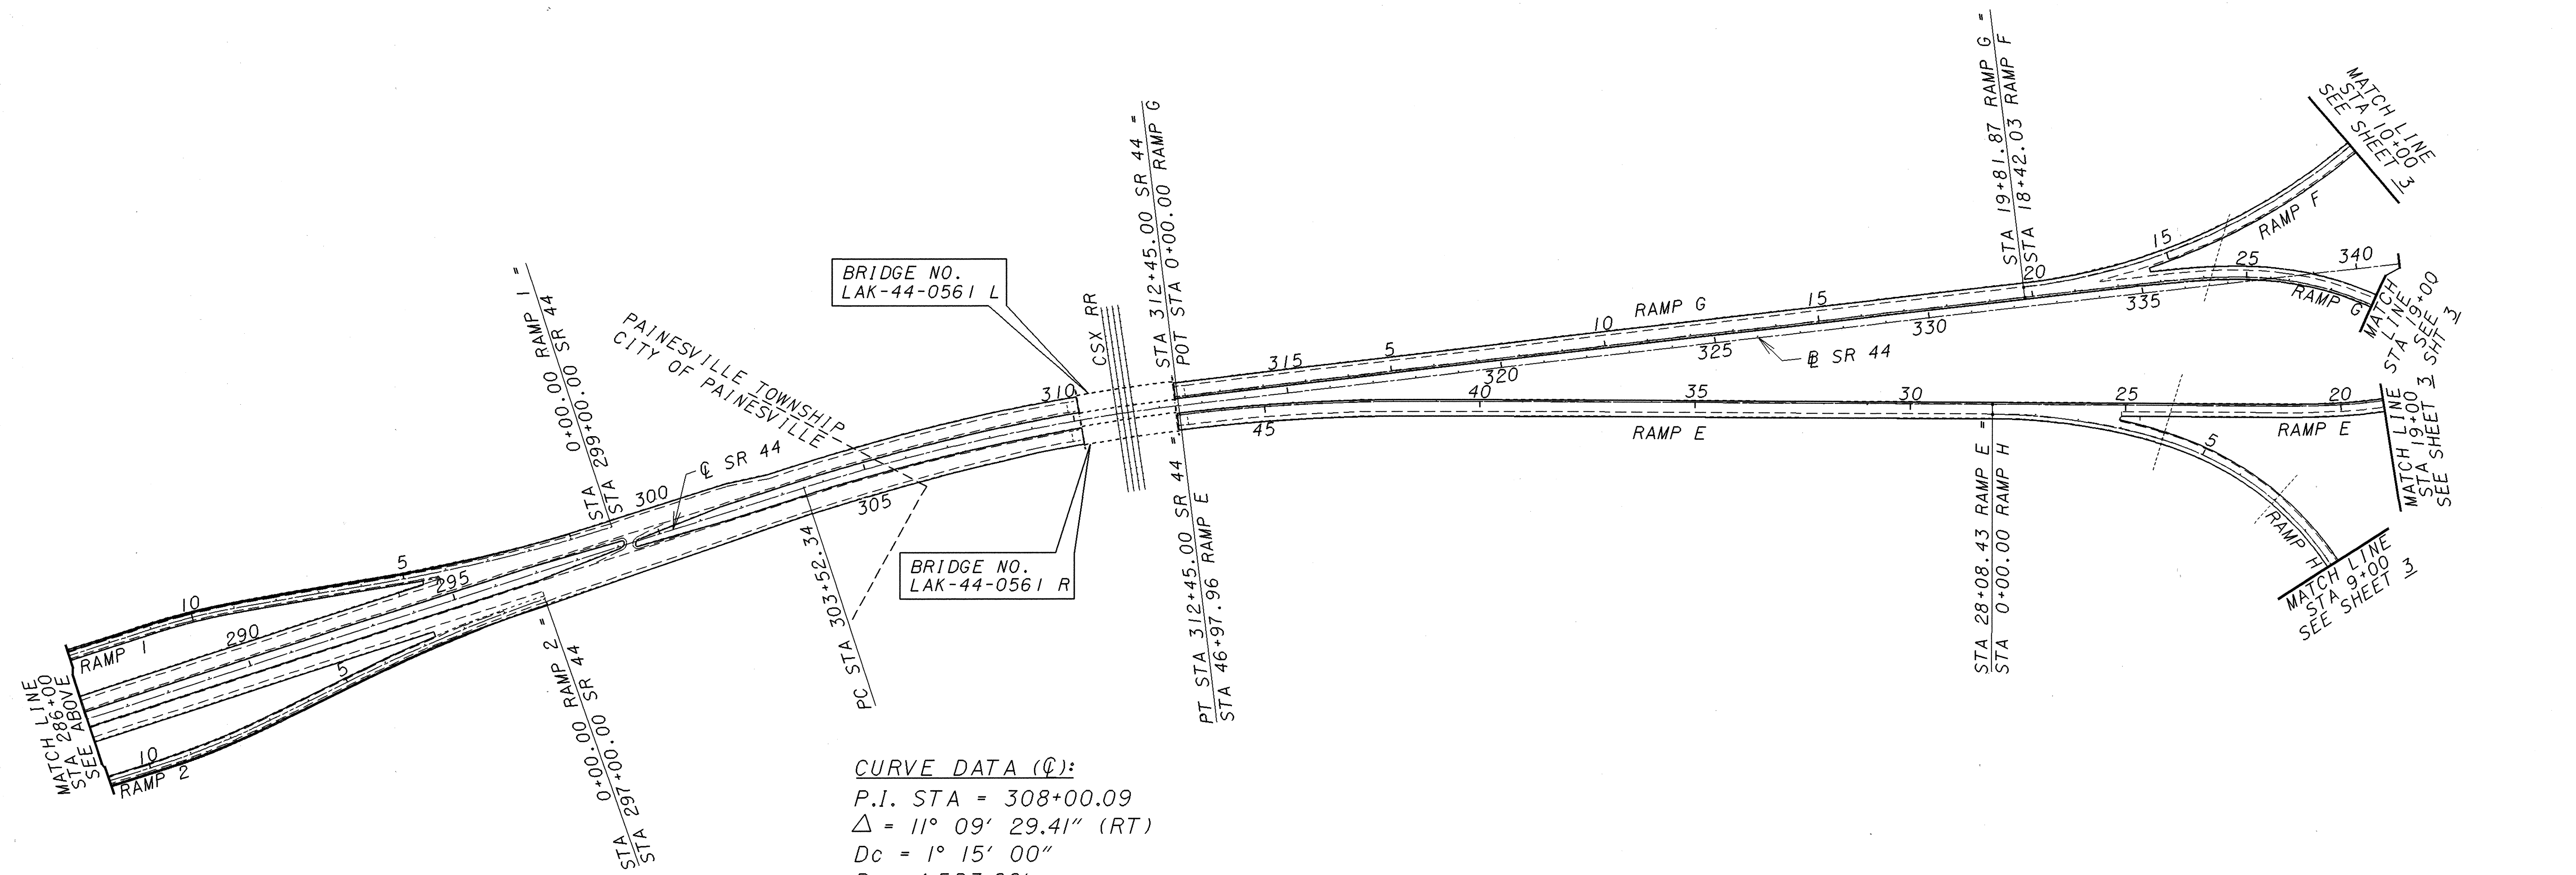 MATCH LINE
STA 286+00
SEE ABOVE
RAMP 1
RAMP 2
10
5
290
295
10
5
0+00.00 RAMP 1 =
STA 299+00.00 SR 44
STA
0+00.00 RAMP 2 =
STA 297+00.00 SR 44
STA
300
℄ SR 44
PAINESVILLE TOWNSHIP
CITY OF PAINESVILLE
PC STA 303+52.34
305
310
BRIDGE NO.
LAK-44-0561 L
BRIDGE NO.
LAK-44-0561 R
CSX RR
STA 312+45.00 SR 44 =
POT STA 0+00.00 RAMP G
PT STA 312+45.00 SR 44 =
STA 46+97.96 RAMP E
315
5
320
10
RAMP G
325
15
330
℄ SR 44
STA 19+81.87 RAMP G =
STA 18+42.03 RAMP F
20
335
15
RAMP F
25
340
RAMP G
MATCH LINE
STA 10+00
SEE SHEET 3
MATCH LINE
STA 19+00
SEE SHT 3
45
40
35
30
25
20
RAMP E
RAMP E
STA 28+08.43 RAMP E =
STA 0+00.00 RAMP H
5
RAMP H
MATCH LINE
STA 19+00
SEE SHEET 3
MATCH LINE
STA 9+00
SEE SHEET 3
CURVE DATA (℄):
P.I. STA = 308+00.09
Δ = 11° 09' 29.41" (RT)
Dc = 1° 15' 00"